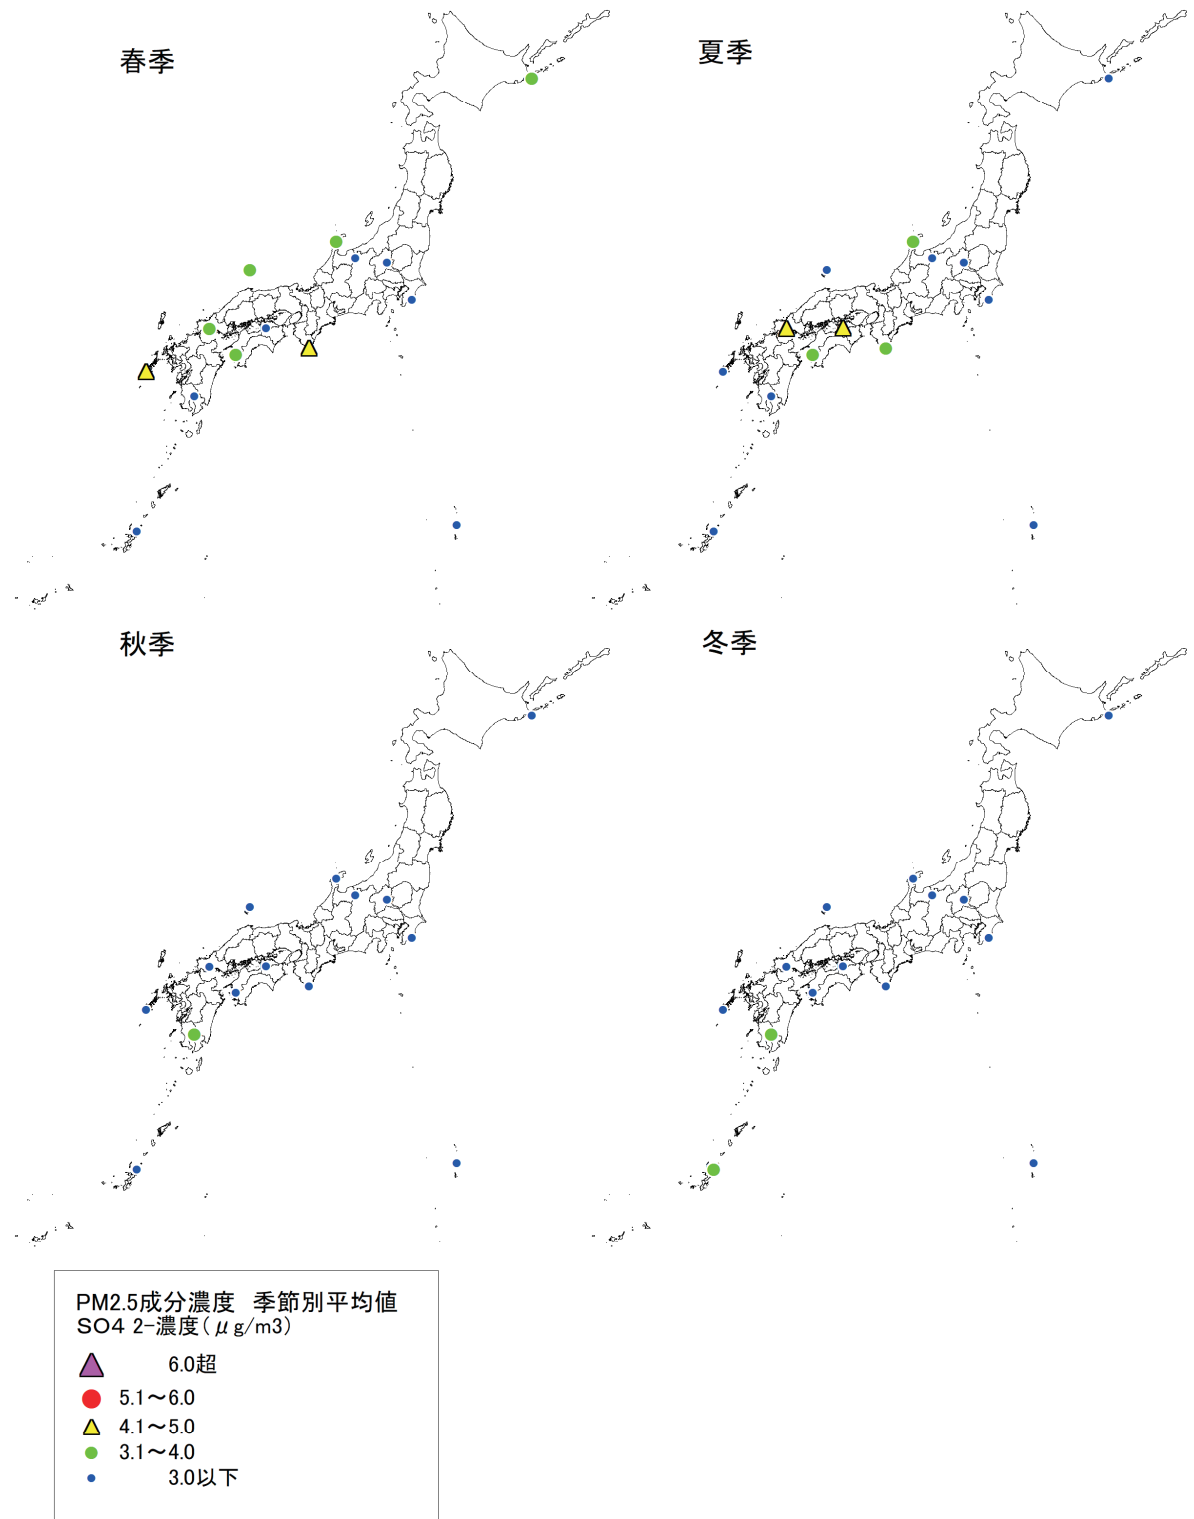 春季
夏季
秋季
冬季
PM2.5成分濃度　季節別平均値
SO4 2-濃度(μg/m3)
6.0超
5.1～6.0
4.1～5.0
3.1～4.0
3.0以下